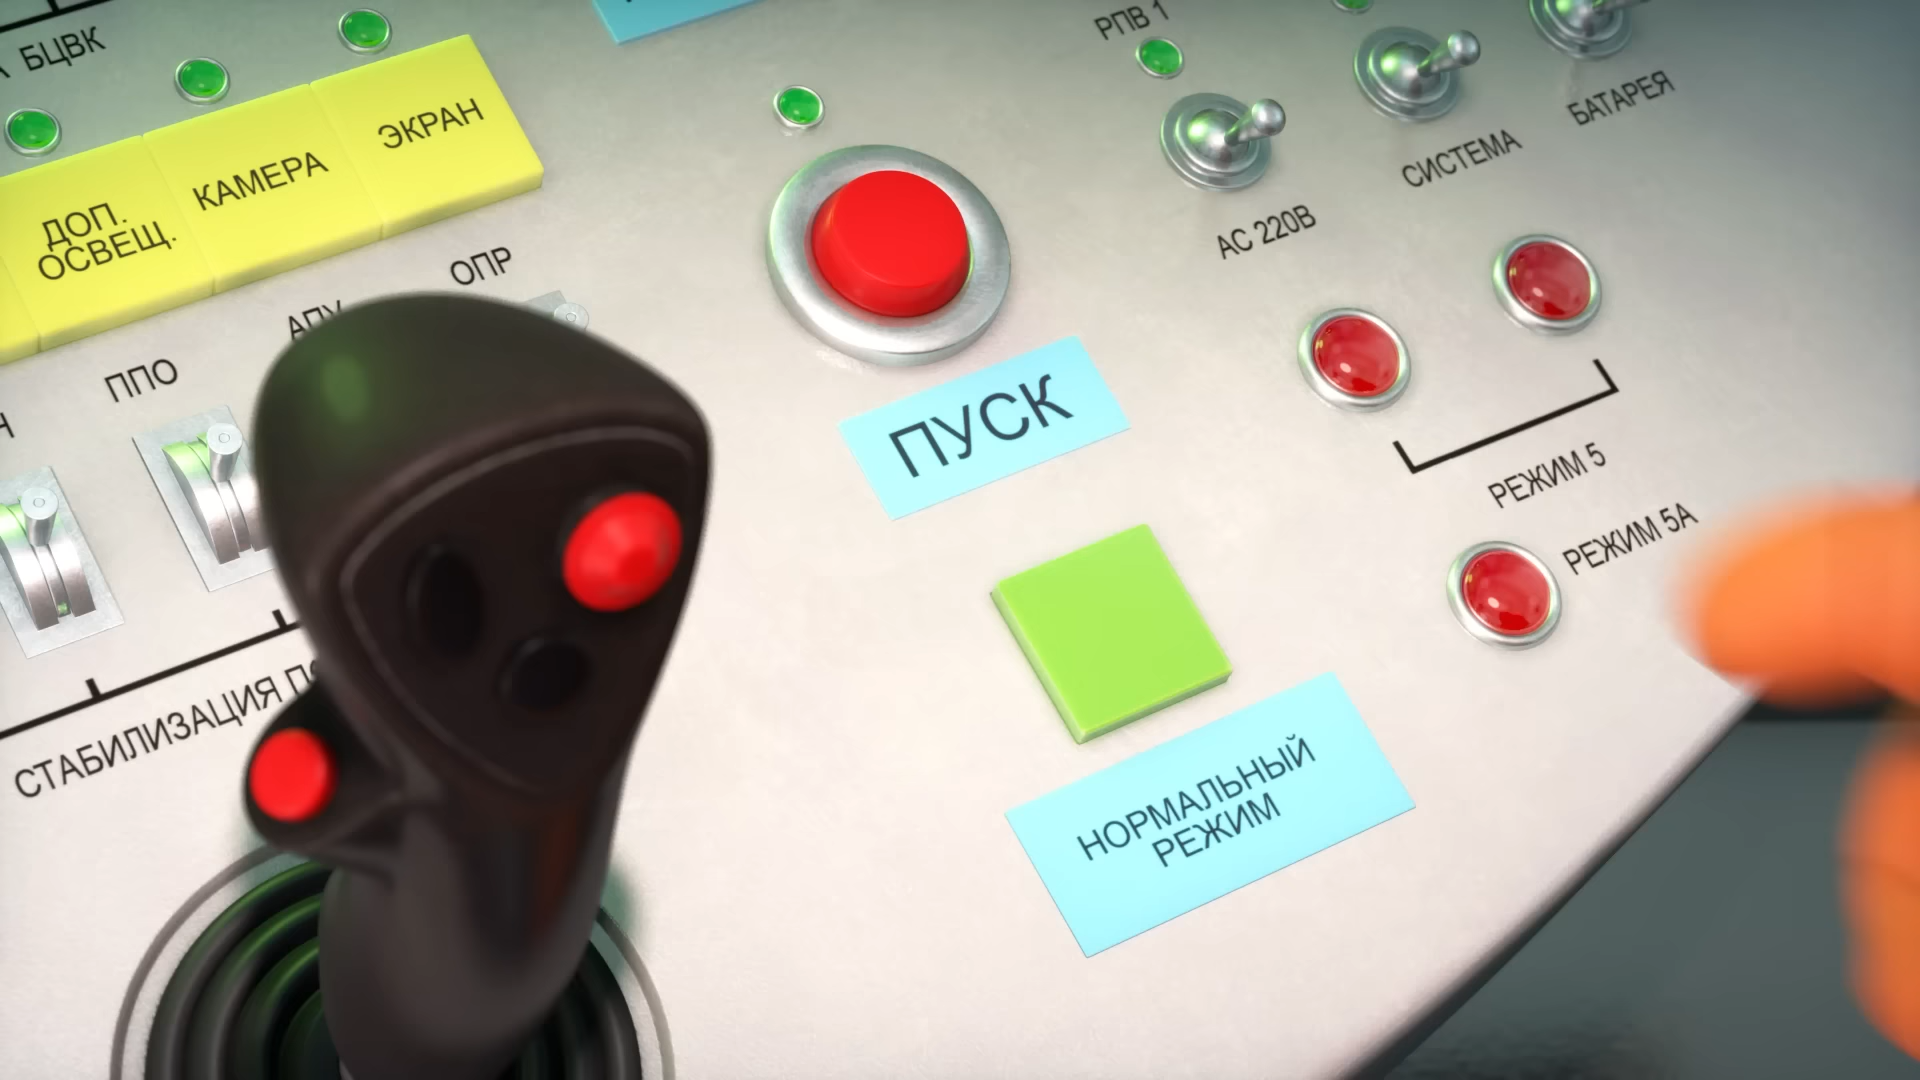 БЦВК
РПВ 1
БАТАРЕЯ
ЭКРАН
КАМЕРА
СИСТЕМА
ДОП.
ОСВЕЩ.
АС 220В
ОПР
АПУ
ППО
ПУСК
РЕЖИМ 5
РЕЖИМ 5А
СТАБИЛИЗАЦИЯ
НОРМАЛЬНЫЙ
РЕЖИМ